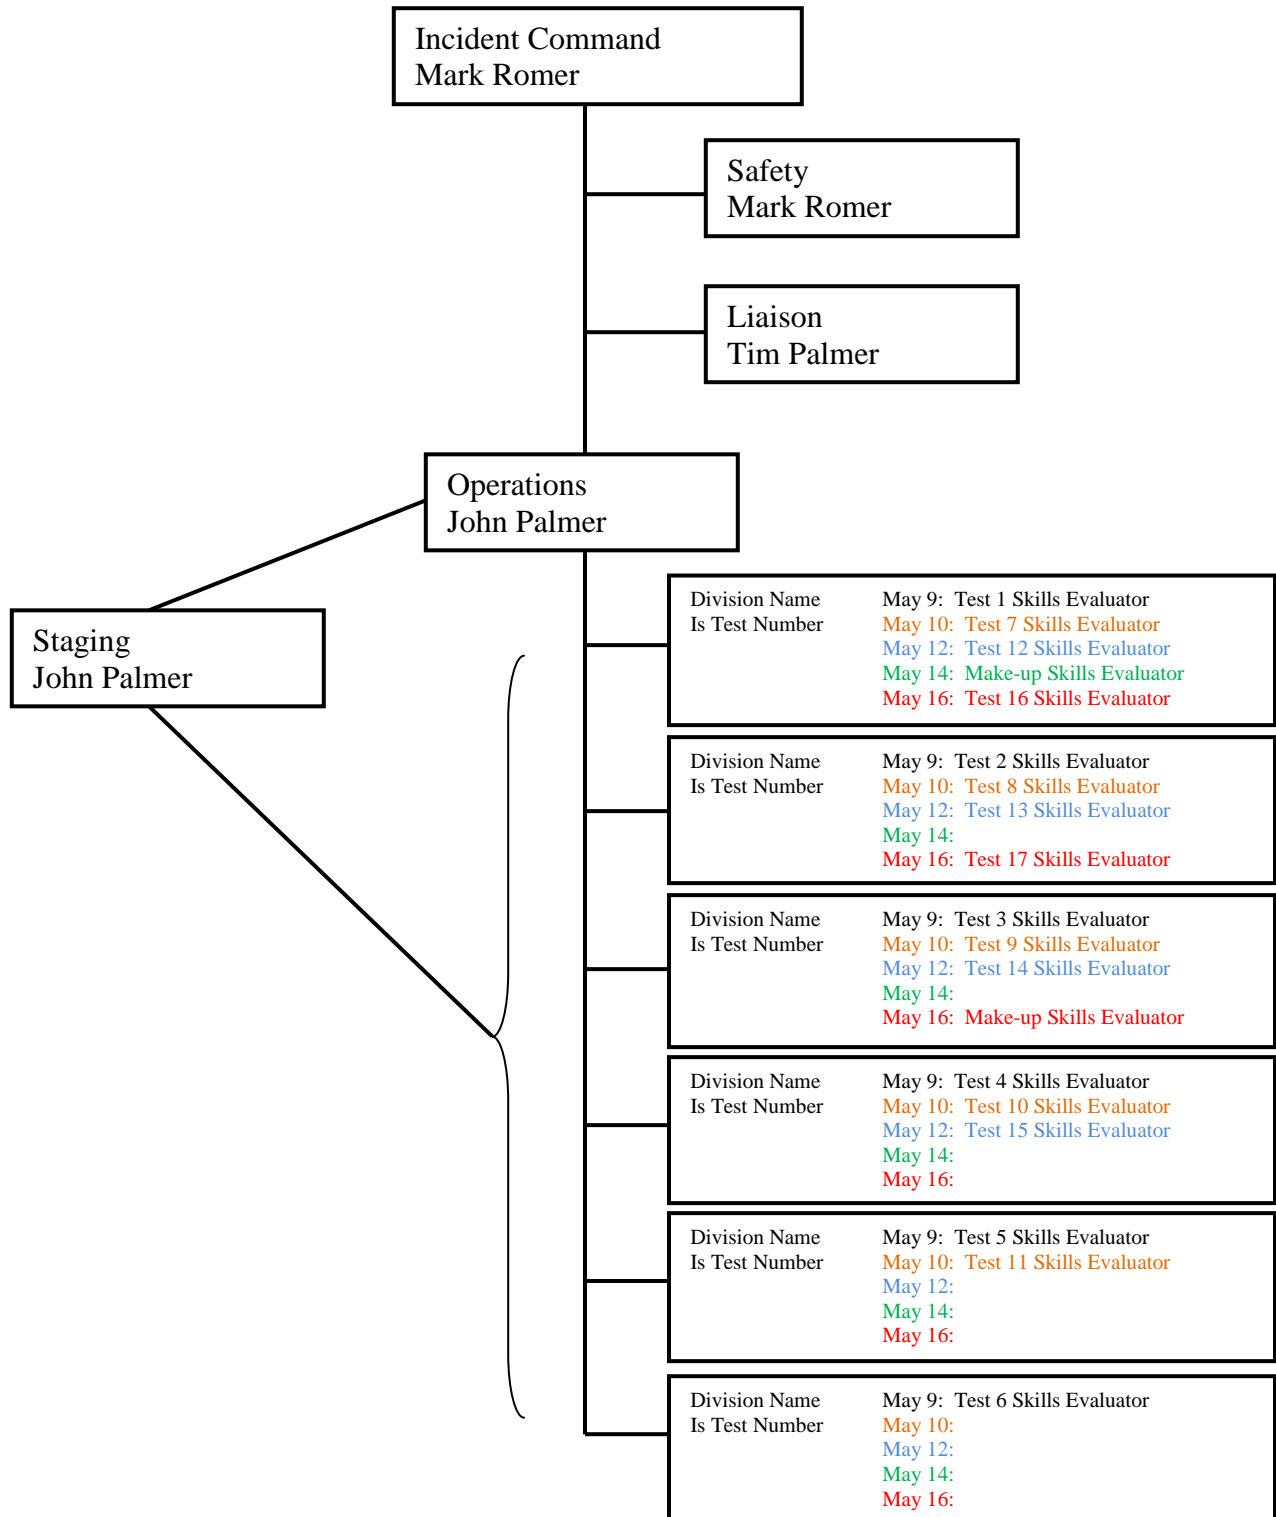 Incident Command
Mark Romer
Safety
Mark Romer
Liaison
Tim Palmer
Operations
John Palmer
Staging
John Palmer
Division Name May 9: Test 1 Skills Evaluator
Is Test Number May 10: Test 7 Skills Evaluator
May 12: Test 12 Skills Evaluator
May 14: Make-up Skills Evaluator
May 16: Test 16 Skills Evaluator
Division Name May 9: Test 2 Skills Evaluator
Is Test Number May 10: Test 8 Skills Evaluator
May 12: Test 13 Skills Evaluator
May 14:
May 16: Test 17 Skills Evaluator
Division Name May 9: Test 3 Skills Evaluator
Is Test Number May 10: Test 9 Skills Evaluator
May 12: Test 14 Skills Evaluator
May 14:
May 16: Make-up Skills Evaluator
Division Name May 9: Test 4 Skills Evaluator
Is Test Number May 10: Test 10 Skills Evaluator
May 12: Test 15 Skills Evaluator
May 14:
May 16:
Division Name May 9: Test 5 Skills Evaluator
Is Test Number May 10: Test 11 Skills Evaluator
May 12:
May 14:
May 16:
Division Name May 9: Test 6 Skills Evaluator
Is Test Number May 10:
May 12:
May 14:
May 16: